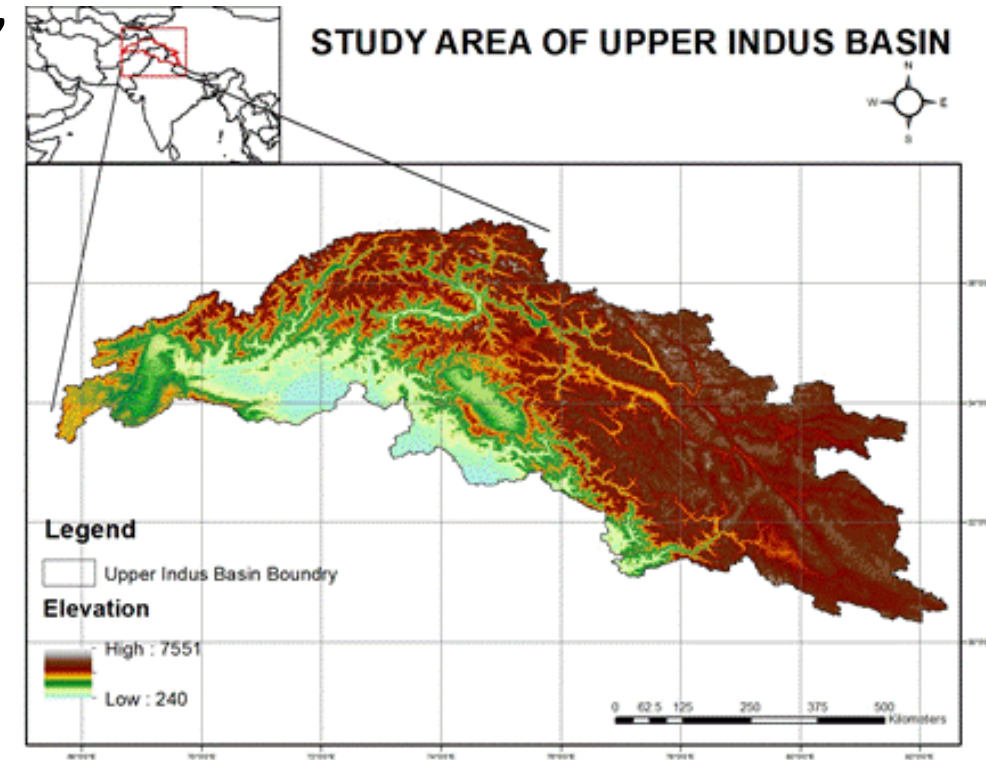 ,
STUDY AREA OF UPPER INDUS BASIN
N
W
E
S
Legend
Upper Indus Basin Boundry
Elevation
High : 7551
Low : 240
0 62.5 125 250 375 500
Kilometers